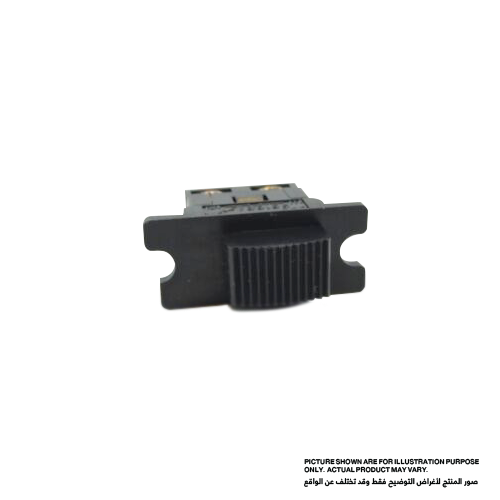 PICTURE SHOWN ARE FOR ILLUSTRATION PURPOSE
ONLY. ACTUAL PRODUCT MAY VARY.
صور المنتج لأغراض التوضيح فقط وقد تختلف عن الواقع